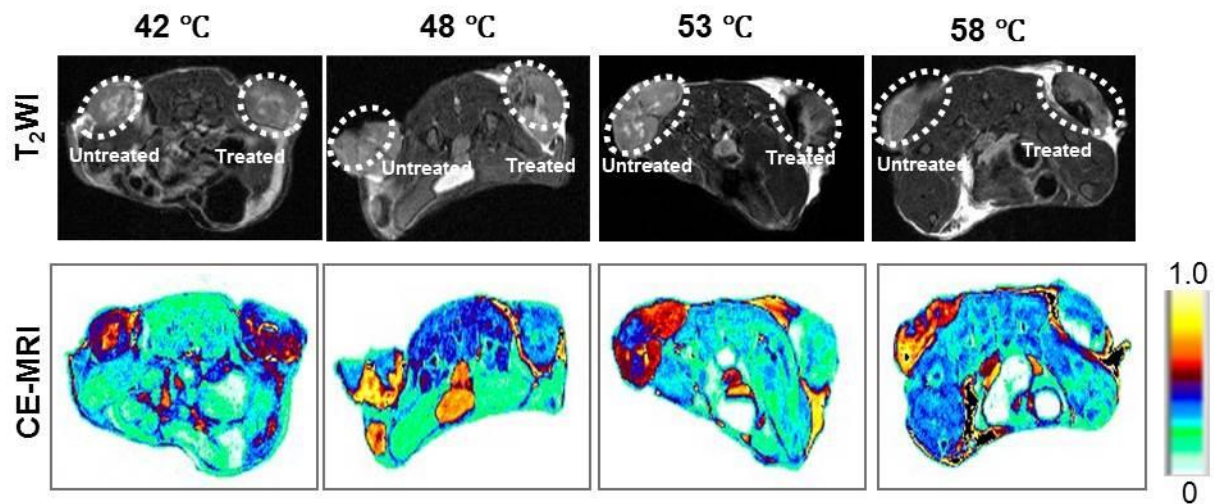 42 ℃ 48 ℃ 53 ℃ 58 ℃
T₂WI
Untreated Treated Untreated Treated Untreated Treated Untreated Treated
CE-MRI
1.0
0